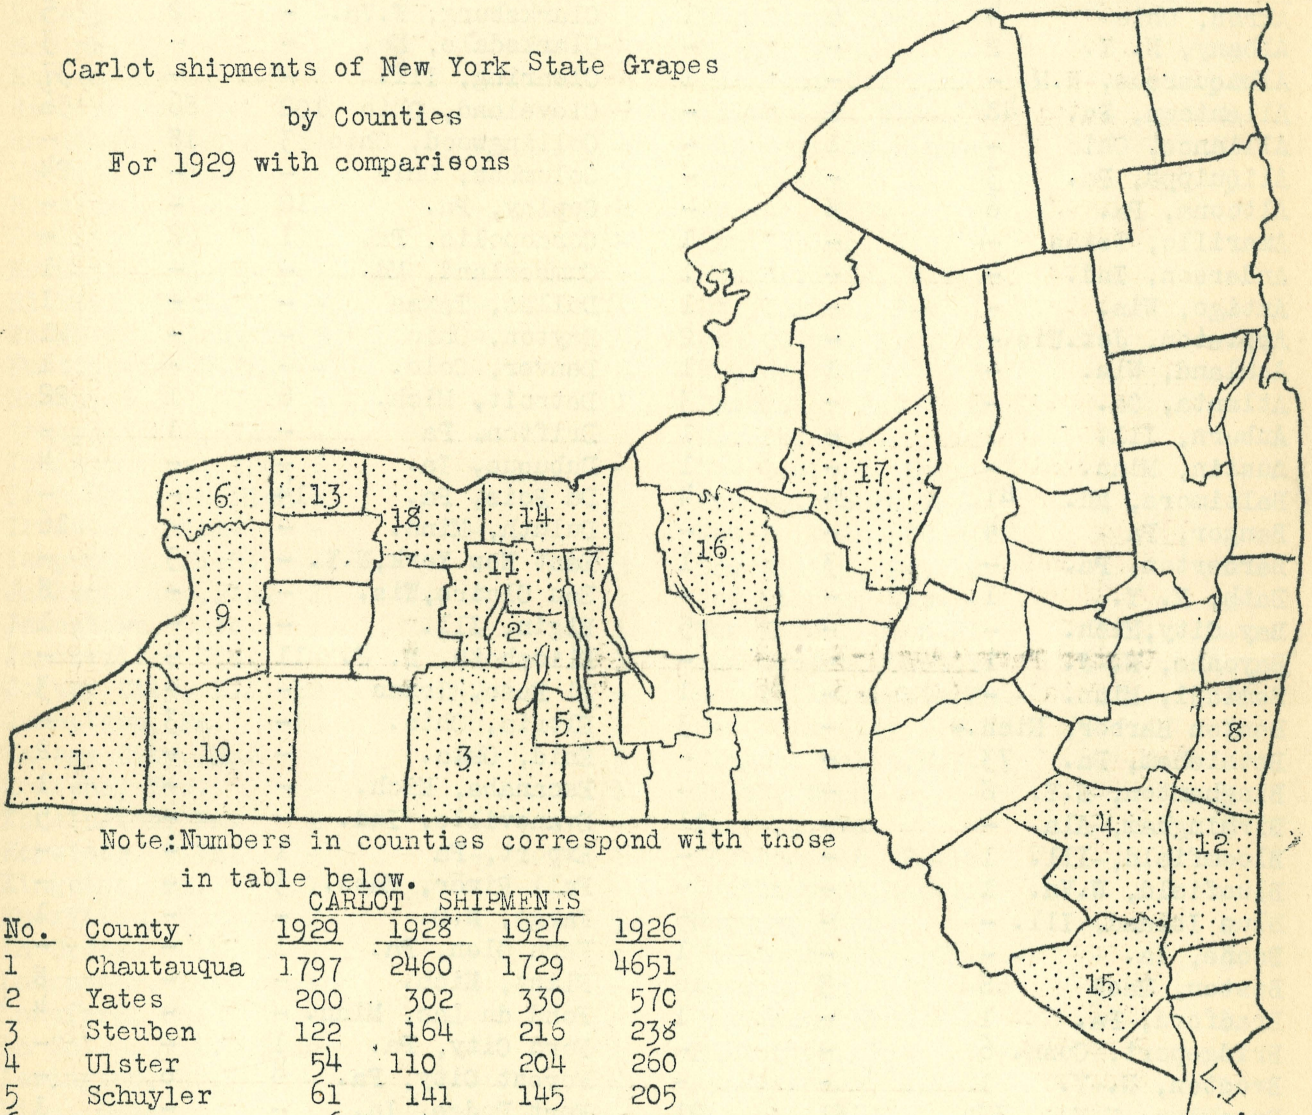 Carlot shipments of New York State Grapes
by Counties
For 1929 with comparisons
6
13
18
14
17
16
11
7
9
2
5
1
10
3
8
4
12
15
L.I.
Note:Numbers in counties correspond with those
in table below.
CARLOT SHIPMENTS
No. County 1929 1928 1927 1926
1 Chautauqua 1797 2460 1729 4651
2 Yates 200 302 330 570
3 Steuben 122 164 216 238
4 Ulster 54 110 204 260
5 Schuyler 61 141 145 205